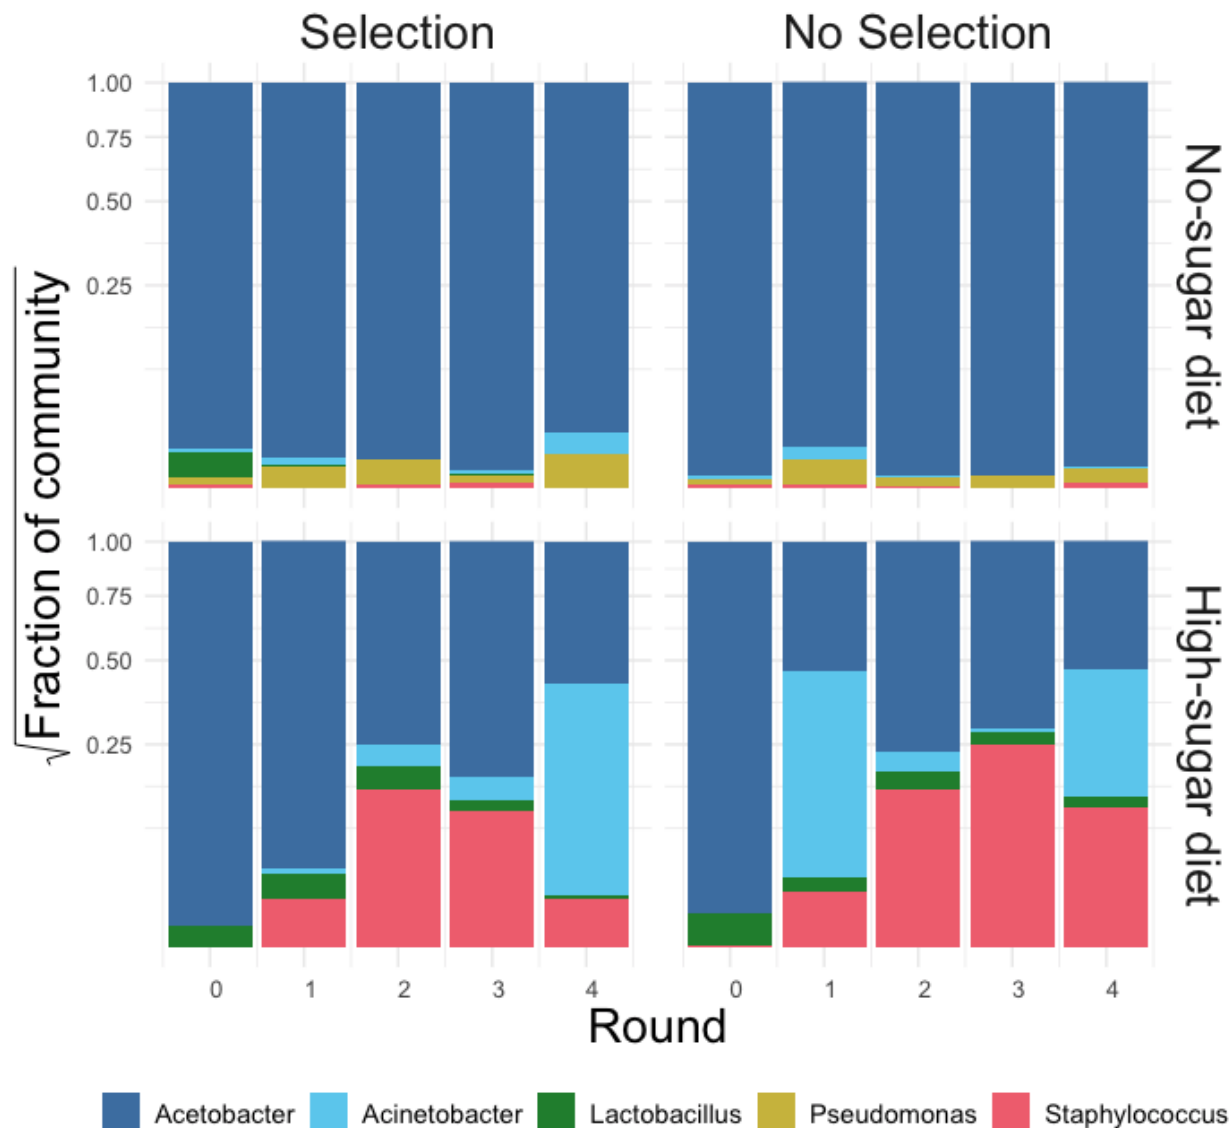 Selection No Selection
1.00
0.75
0.50
0.25
No-sugar diet
√Fraction of community
1.00
0.75
0.50
0.25
High-sugar diet
0 1 2 3 4 0 1 2 3 4
Round
Acetobacter Acinetobacter Lactobacillus Pseudomonas Staphylococcus